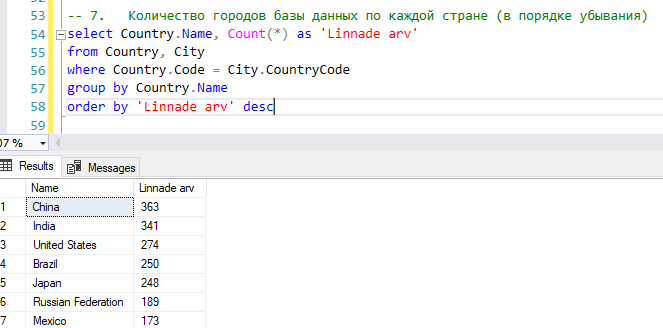 53 -- 7. Количество городов базы данных по каждой стране (в порядке убывания)
54 select Country.Name, Count(*) as 'Linnade arv'
55 from Country, City
56 where Country.Code = City.CountryCode
57 group by Country.Name
58 order by 'Linnade arv' desc
59
07 %
Results Messages
Name Linnade arv
1 China 363
2 India 341
3 United States 274
4 Brazil 250
5 Japan 248
6 Russian Federation 189
7 Mexico 173